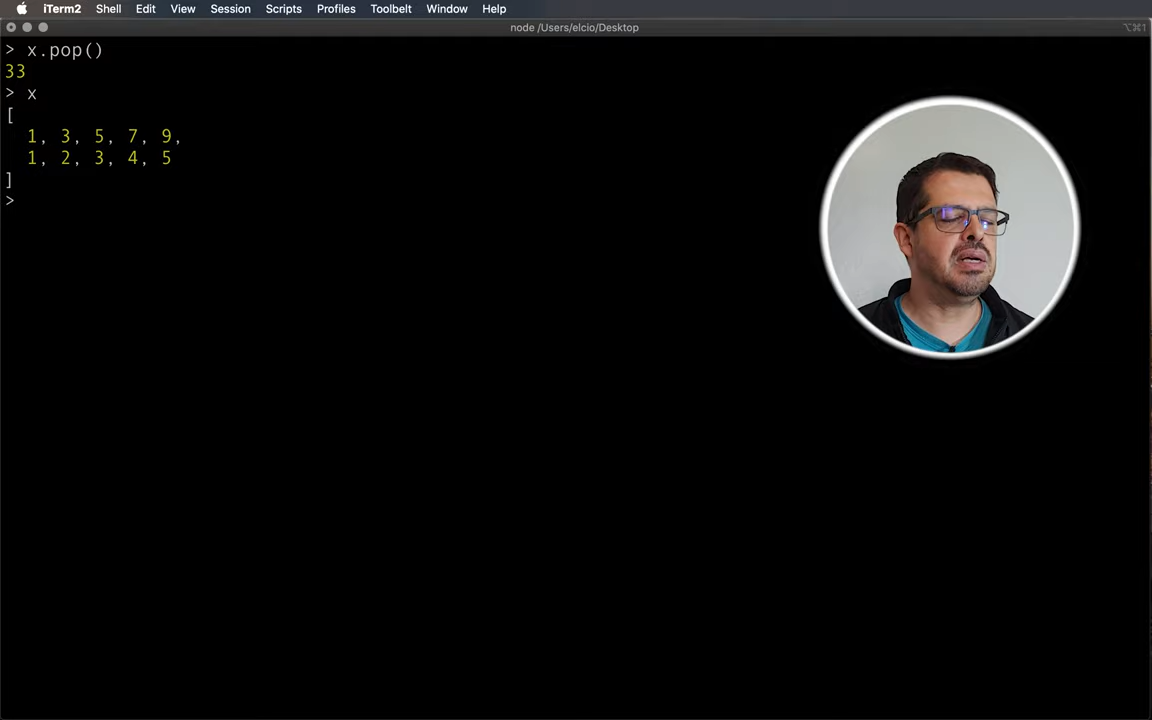 iTerm2 Shell Edit View Session Scripts Profiles Toolbelt Window Help
node /Users/elcio/Desktop ⌥⌘1
> x.pop()
33
> x
[
1, 3, 5, 7, 9,
1, 2, 3, 4, 5
]
>